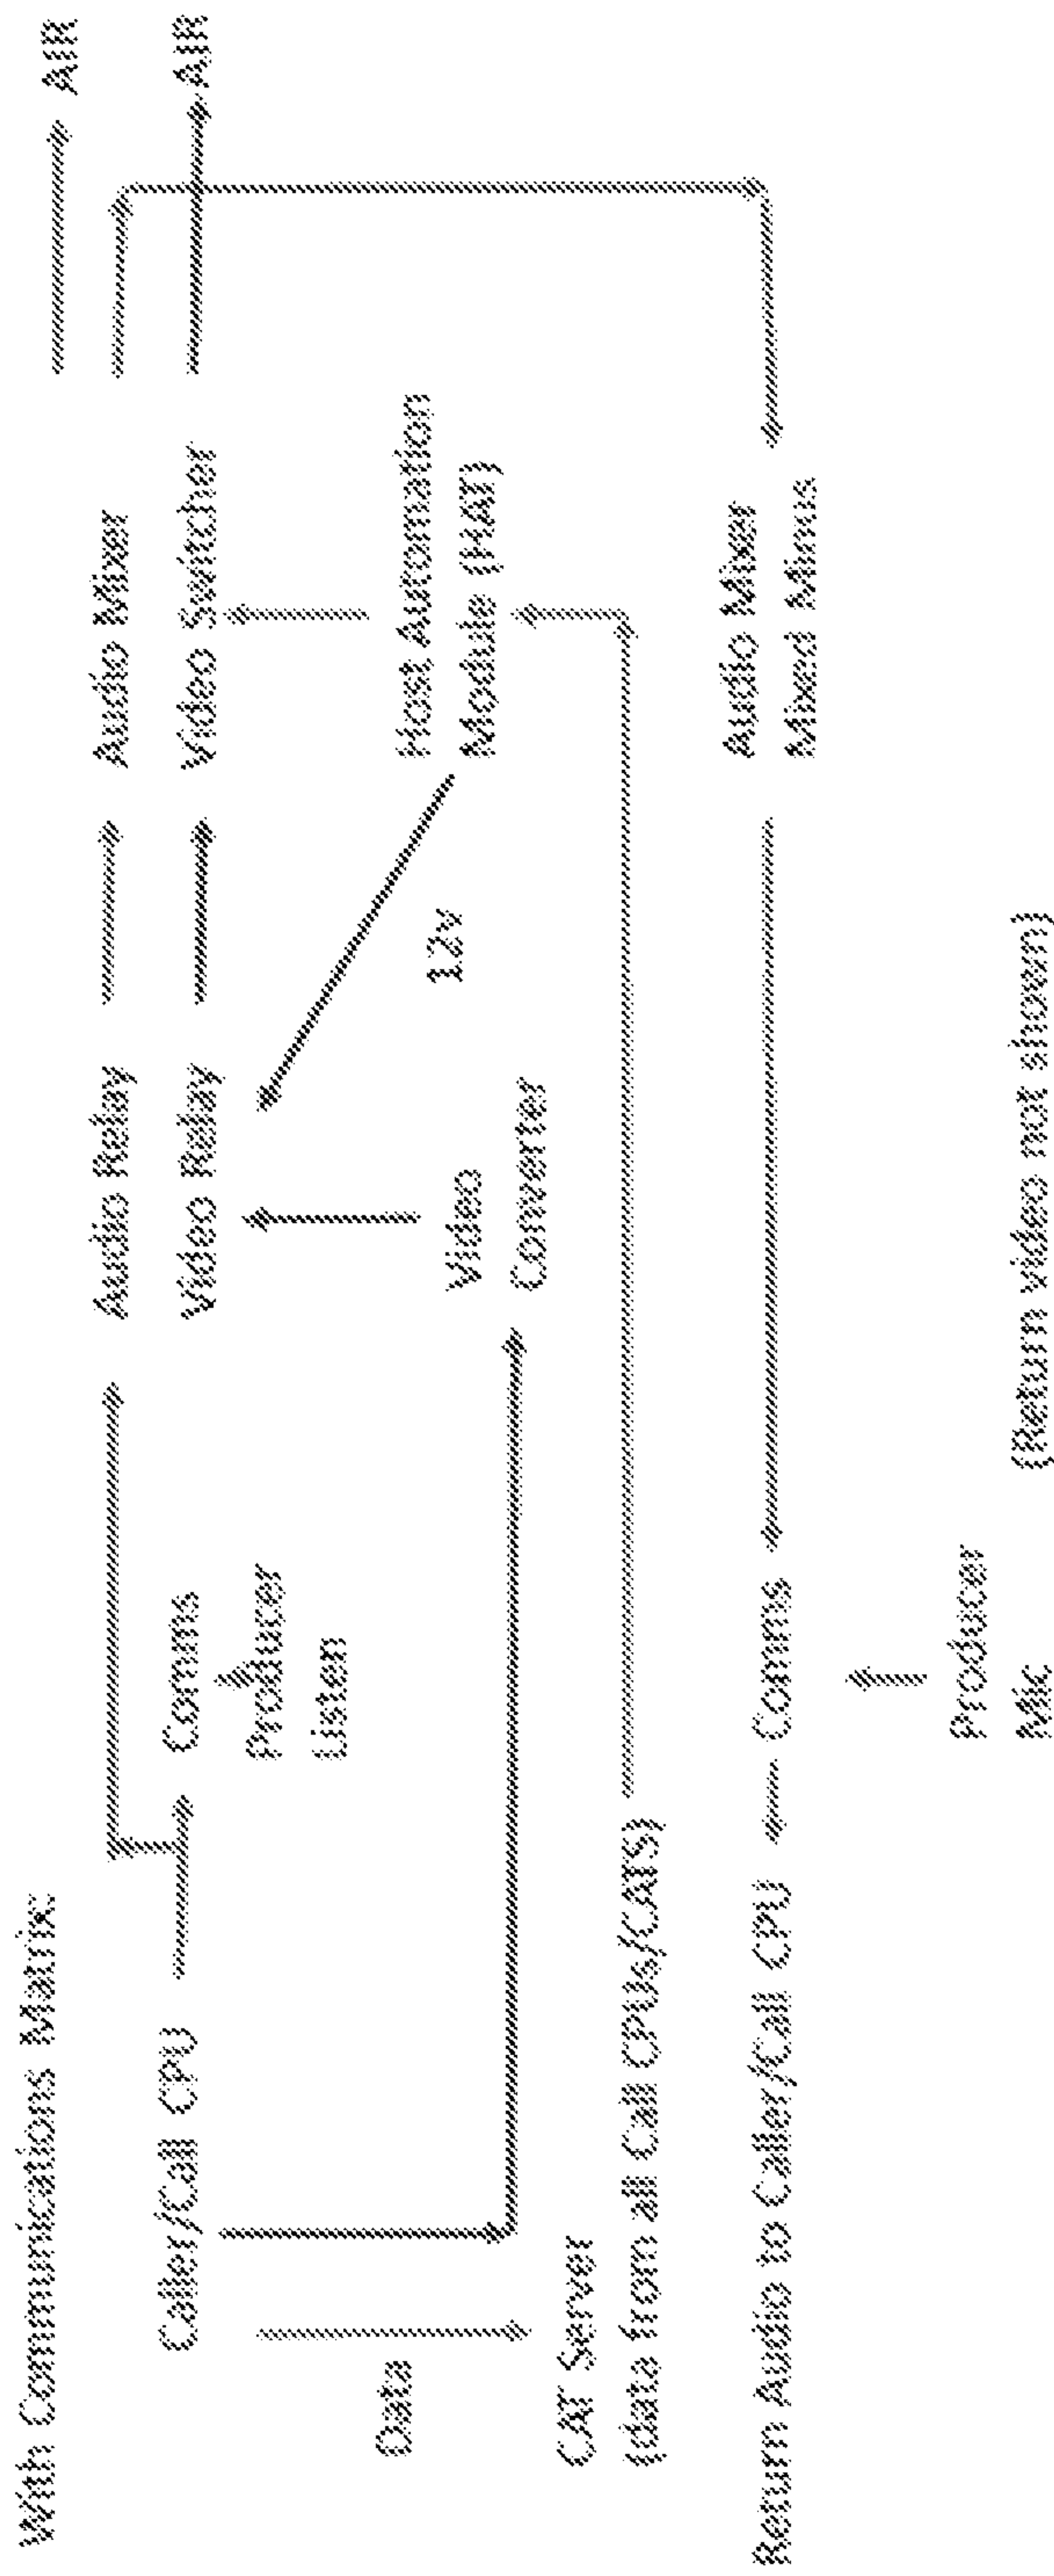 With Communications Matrix:
AIR
Caller/Call CPU
Comms
Producer
Listen
Audio Relay
Video Relay
Audio Mixer
Video Switcher
AIR
Data
Video
Converter
12v
Host Automation
Module (HAT)
CAT Server
(data from all Call CPUs/CATS)
Return Audio to Caller/Call CPU
Comms
Audio Mixer
Mixed Minus
Producer
Mic
(Return video not shown)